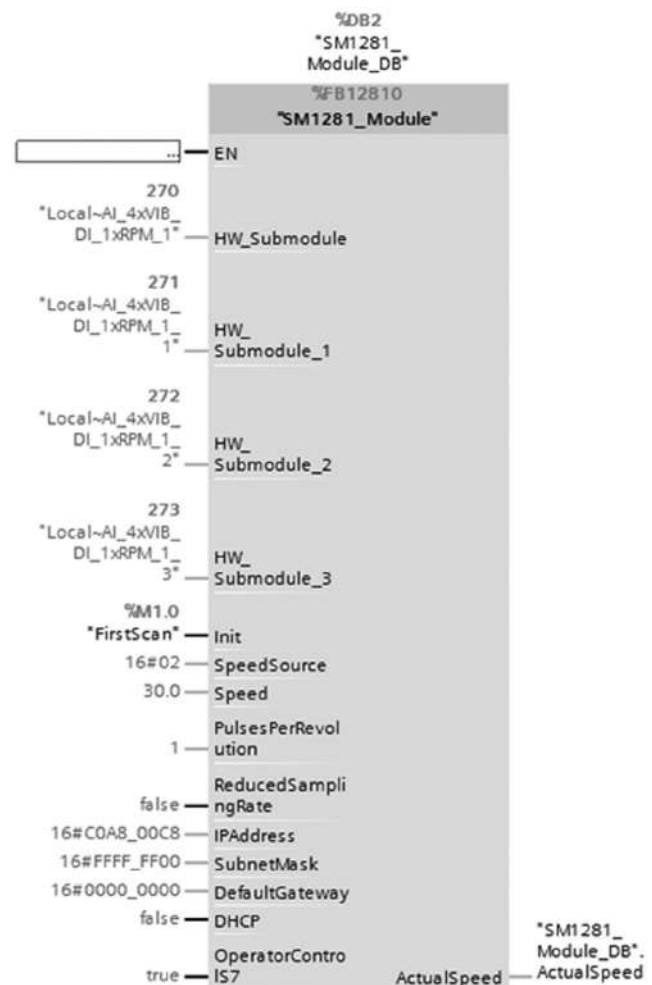 %DB2
"SM1281_
Module_DB"
%FB12810
"SM1281_Module"
... EN
270
"Local~AI_4xVIB_
DI_1xRPM_1" HW_Submodule
271
"Local~AI_4xVIB_
DI_1xRPM_1_
1"
HW_
Submodule_1
272
"Local~AI_4xVIB_
DI_1xRPM_1_
2"
HW_
Submodule_2
273
"Local~AI_4xVIB_
DI_1xRPM_1_
3"
HW_
Submodule_3
%M1.0
"FirstScan" Init
16#02 SpeedSource
30.0 Speed
PulsesPerRevol
1 ution
ReducedSampli
false ngRate
16#C0A8_00C8 IPAddress
16#FFFF_FF00 SubnetMask
16#0000_0000 DefaultGateway
false DHCP
OperatorContro
true lS7
ActualSpeed
"SM1281_
Module_DB".
ActualSpeed